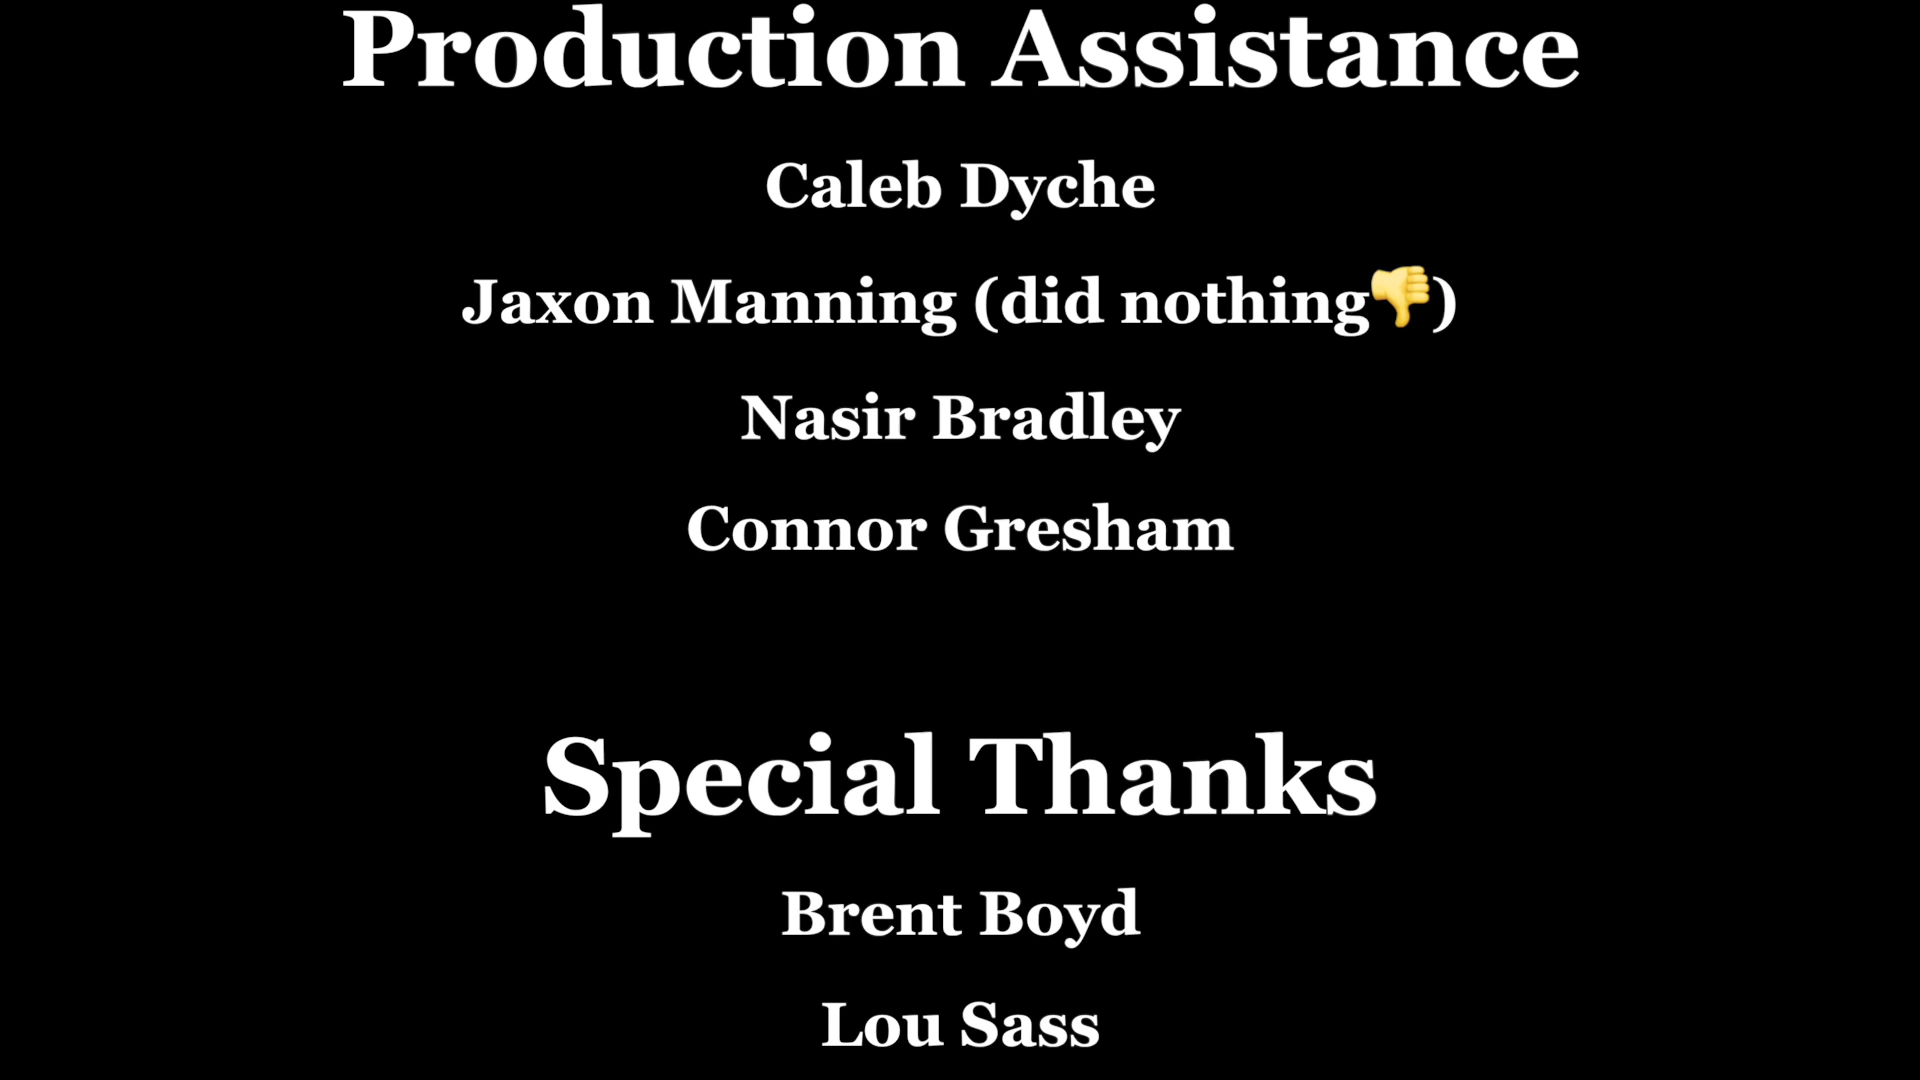 Production Assistance
Caleb Dyche
Jaxon Manning (did nothing👎)
Nasir Bradley
Connor Gresham
Special Thanks
Brent Boyd
Lou Sass